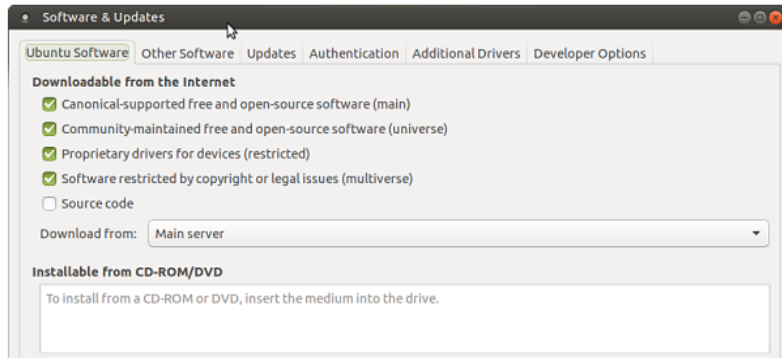 Software & Updates
Ubuntu Software Other Software Updates Authentication Additional Drivers Developer Options
Downloadable from the Internet
Canonical-supported free and open-source software (main)
Community-maintained free and open-source software (universe)
Proprietary drivers for devices (restricted)
Software restricted by copyright or legal issues (multiverse)
Source code
Download from: Main server
Installable from CD-ROM/DVD
To install from a CD-ROM or DVD, insert the medium into the drive.